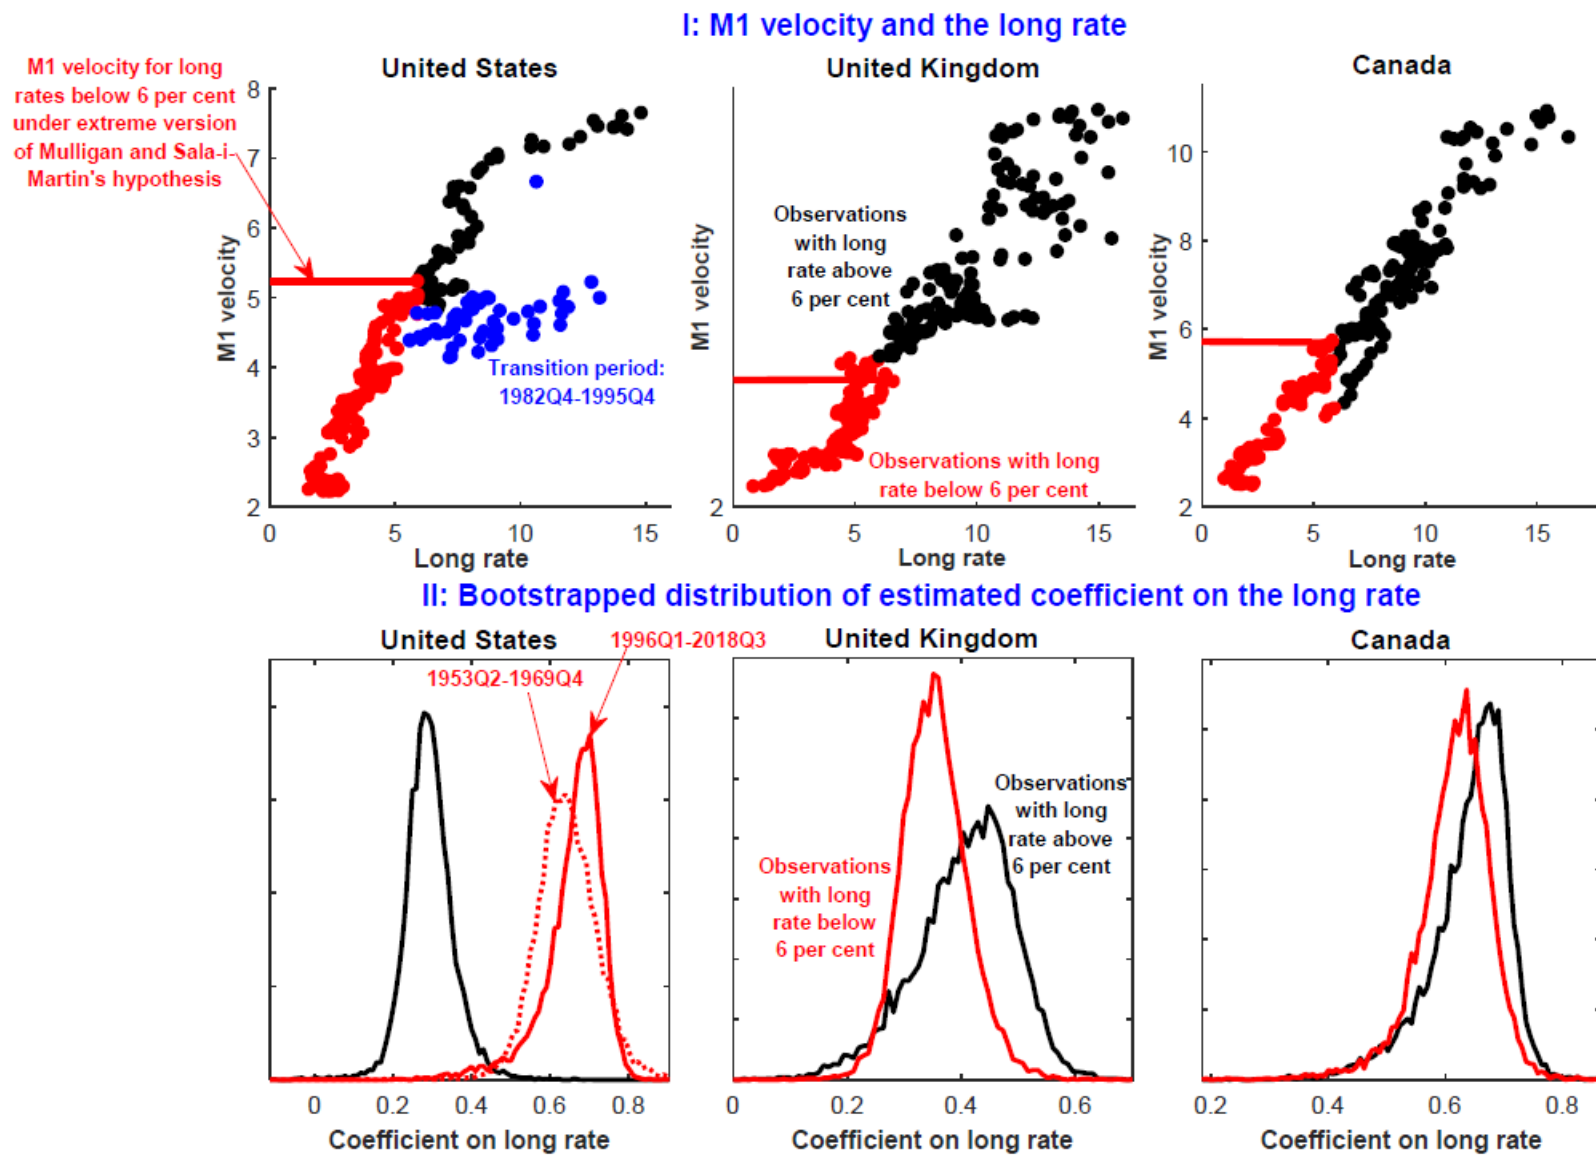 I: M1 velocity and the long rate
M1 velocity for long
rates below 6 per cent
under extreme version
of Mulligan and Sala-i-
Martin's hypothesis
United States
8
7
6
5
4
3
2
M1 velocity
0
5
10
15
Long rate
Transition period:
1982Q4-1995Q4
United Kingdom
M1 velocity
2
0
5
10
15
Long rate
Observations
with long
rate above
6 per cent
Observations with long
rate below 6 per cent
Canada
M1 velocity
10
8
6
4
2
0
5
10
15
Long rate
II: Bootstrapped distribution of estimated coefficient on the long rate
United States
1996Q1-2018Q3
1953Q2-1969Q4
0
0.2
0.4
0.6
0.8
Coefficient on long rate
United Kingdom
Observations
with long
rate above
6 per cent
Observations
with long
rate below
6 per cent
0
0.2
0.4
0.6
Coefficient on long rate
Canada
0.2
0.4
0.6
0.8
Coefficient on long rate